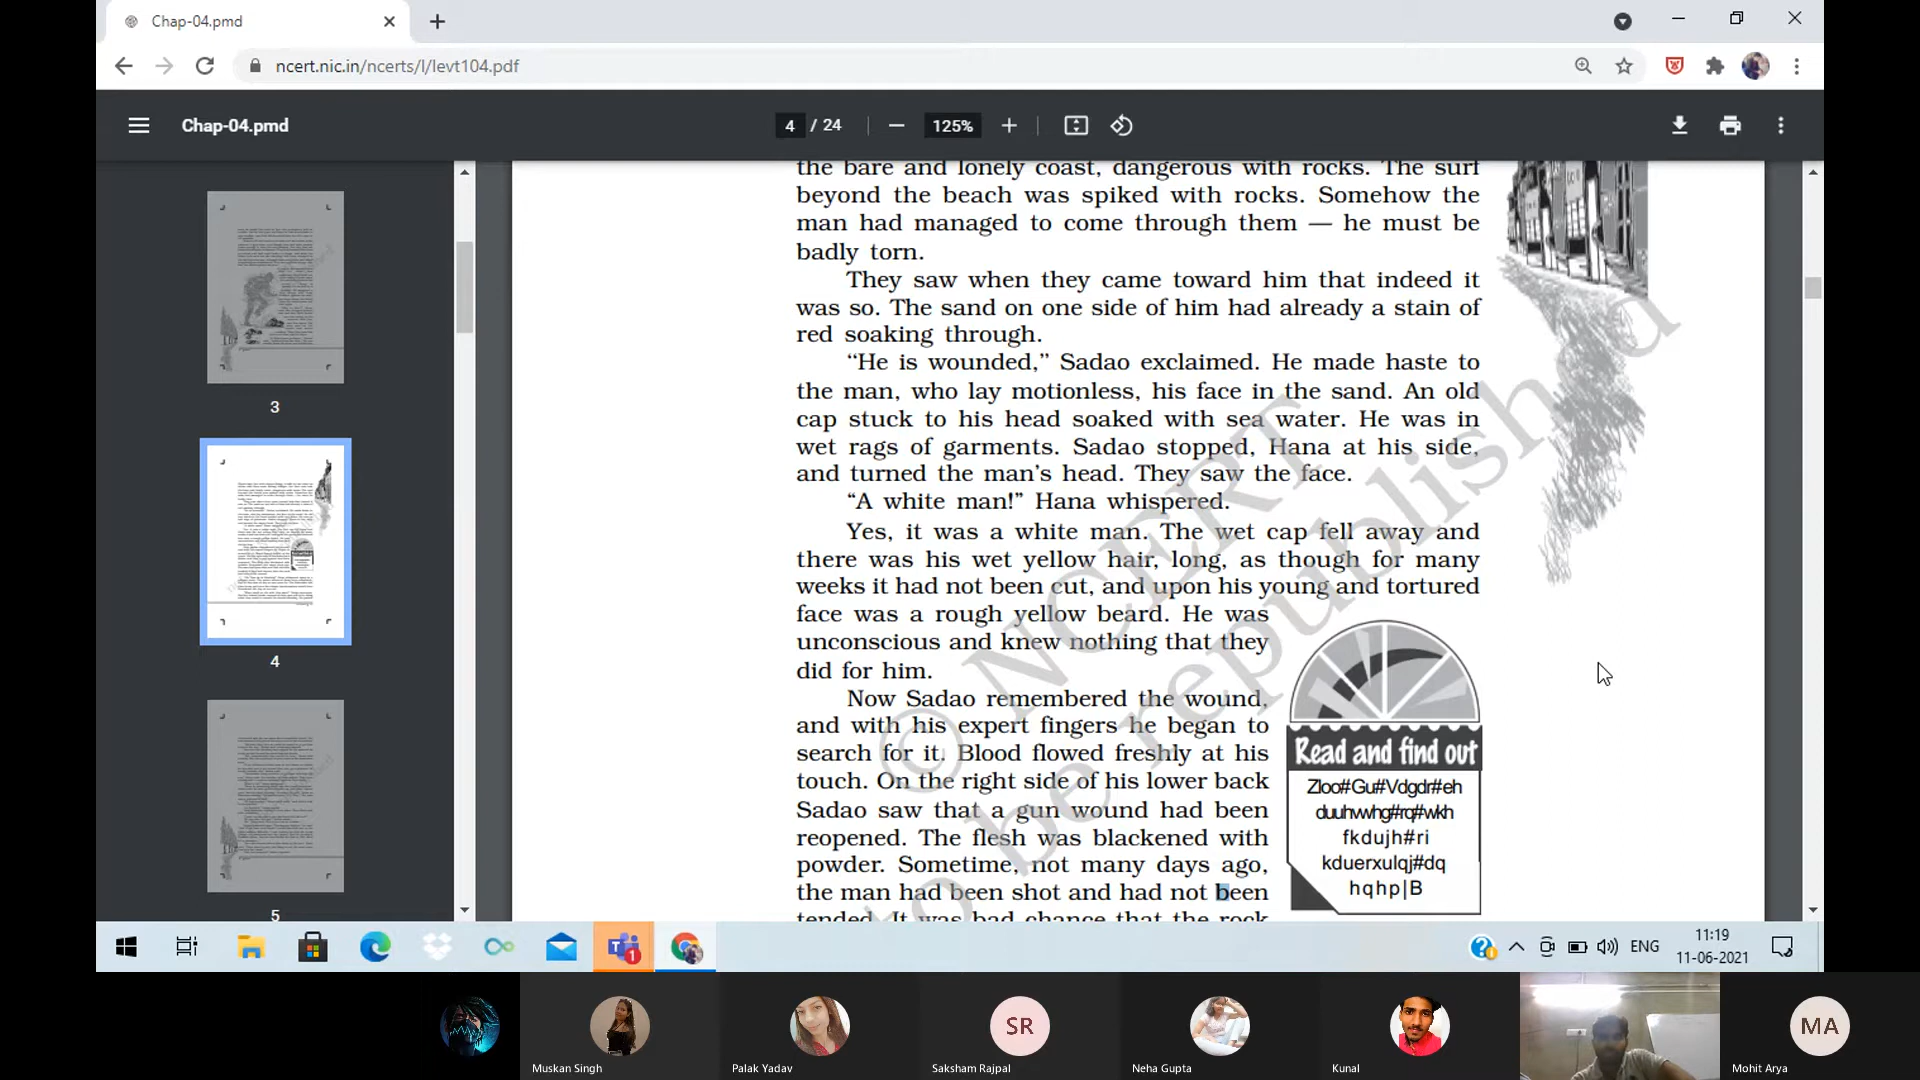 Chap-04.pmd
ncert.nic.in/ncerts/l/levt104.pdf
Chap-04.pmd
4 / 24
125%
3
4
5
the bare and lonely coast, dangerous with rocks. The surf
beyond the beach was spiked with rocks. Somehow the
man had managed to come through them — he must be
badly torn.
They saw when they came toward him that indeed it
was so. The sand on one side of him had already a stain of
red soaking through.
“He is wounded,” Sadao exclaimed. He made haste to
the man, who lay motionless, his face in the sand. An old
cap stuck to his head soaked with sea water. He was in
wet rags of garments. Sadao stopped, Hana at his side,
and turned the man’s head. They saw the face.
“A white man!” Hana whispered.
Yes, it was a white man. The wet cap fell away and
there was his wet yellow hair, long, as though for many
weeks it had not been cut, and upon his young and tortured
face was a rough yellow beard. He was
unconscious and knew nothing that they
did for him.
Now Sadao remembered the wound,
and with his expert fingers he began to
search for it. Blood flowed freshly at his
touch. On the right side of his lower back
Sadao saw that a gun wound had been
reopened. The flesh was blackened with
powder. Sometime, not many days ago,
the man had been shot and had not been
tended. It was bad chance that the rock
Read and find out
Zloo#Gu#Vdgdr#eh
duuhvwhg#rq#wkh
fkdujh#ri
kduerxulqj#dq
hqhp|B
© NCERT
to be republished
ENG
11:19
11-06-2021
1
SR
MA
Muskan Singh
Palak Yadav
Saksham Rajpal
Neha Gupta
Kunal
Mohit Arya